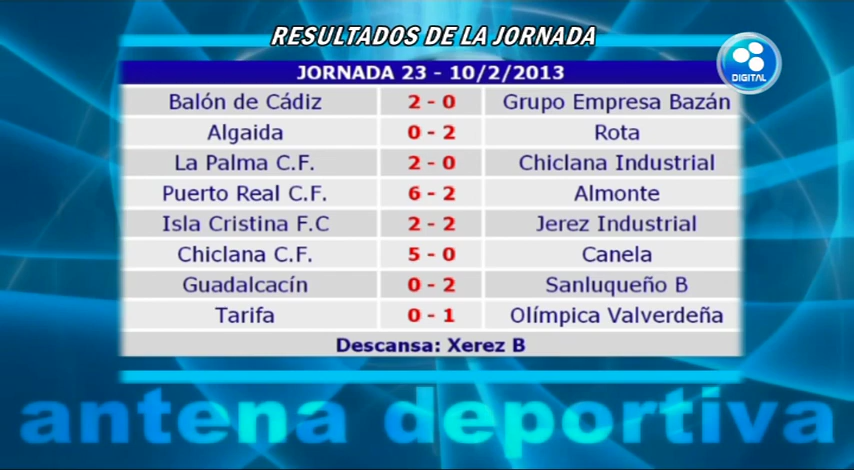 RESULTADOS DE LA JORNADA
JORNADA 23 - 10/2/2013
DIGITAL
Balón de Cádiz 2 - 0 Grupo Empresa Bazán
Algaida 0 - 2 Rota
La Palma C.F. 2 - 0 Chiclana Industrial
Puerto Real C.F. 6 - 2 Almonte
Isla Cristina F.C 2 - 2 Jerez Industrial
Chiclana C.F. 5 - 0 Canela
Guadalcacín 0 - 2 Sanluqueño B
Tarifa 0 - 1 Olímpica Valverdeña
Descansa: Xerez B
antena deportiva